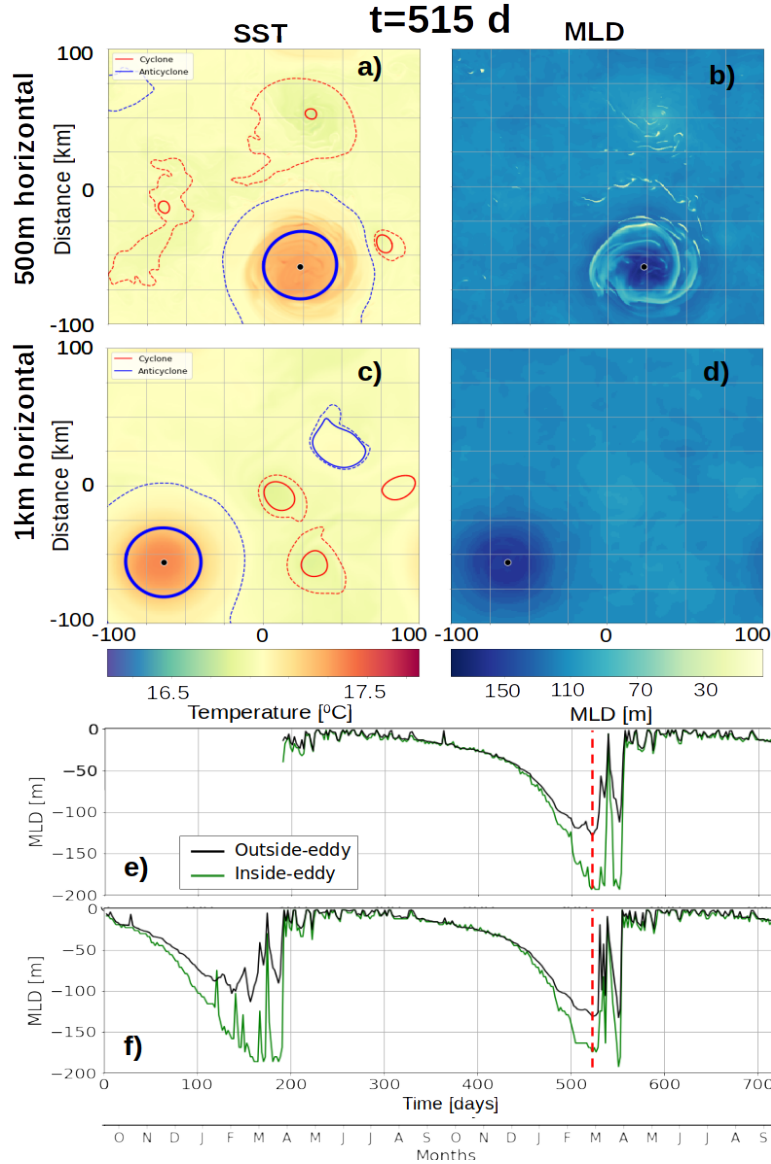 t=515 d
SST
MLD
500m horizontal
Distance [km]
100
0
-100
Cyclone
Anticyclone
a)
b)
1km horizontal
Distance [km]
100
0
-100
Cyclone
Anticyclone
c)
d)
-100 0 100
-100 0 100
16.5 17.5
Temperature [⁰C]
150 110 70 30
MLD [m]
MLD [m]
0
−50
−100
−150
−200
e)
Outside-eddy
Inside-eddy
MLD [m]
0
−50
−100
−150
−200
f)
0 100 200 300 400 500 600 700
Time [days]
O N D J F M A M J J A S O N D J F M A M J J A S
Months